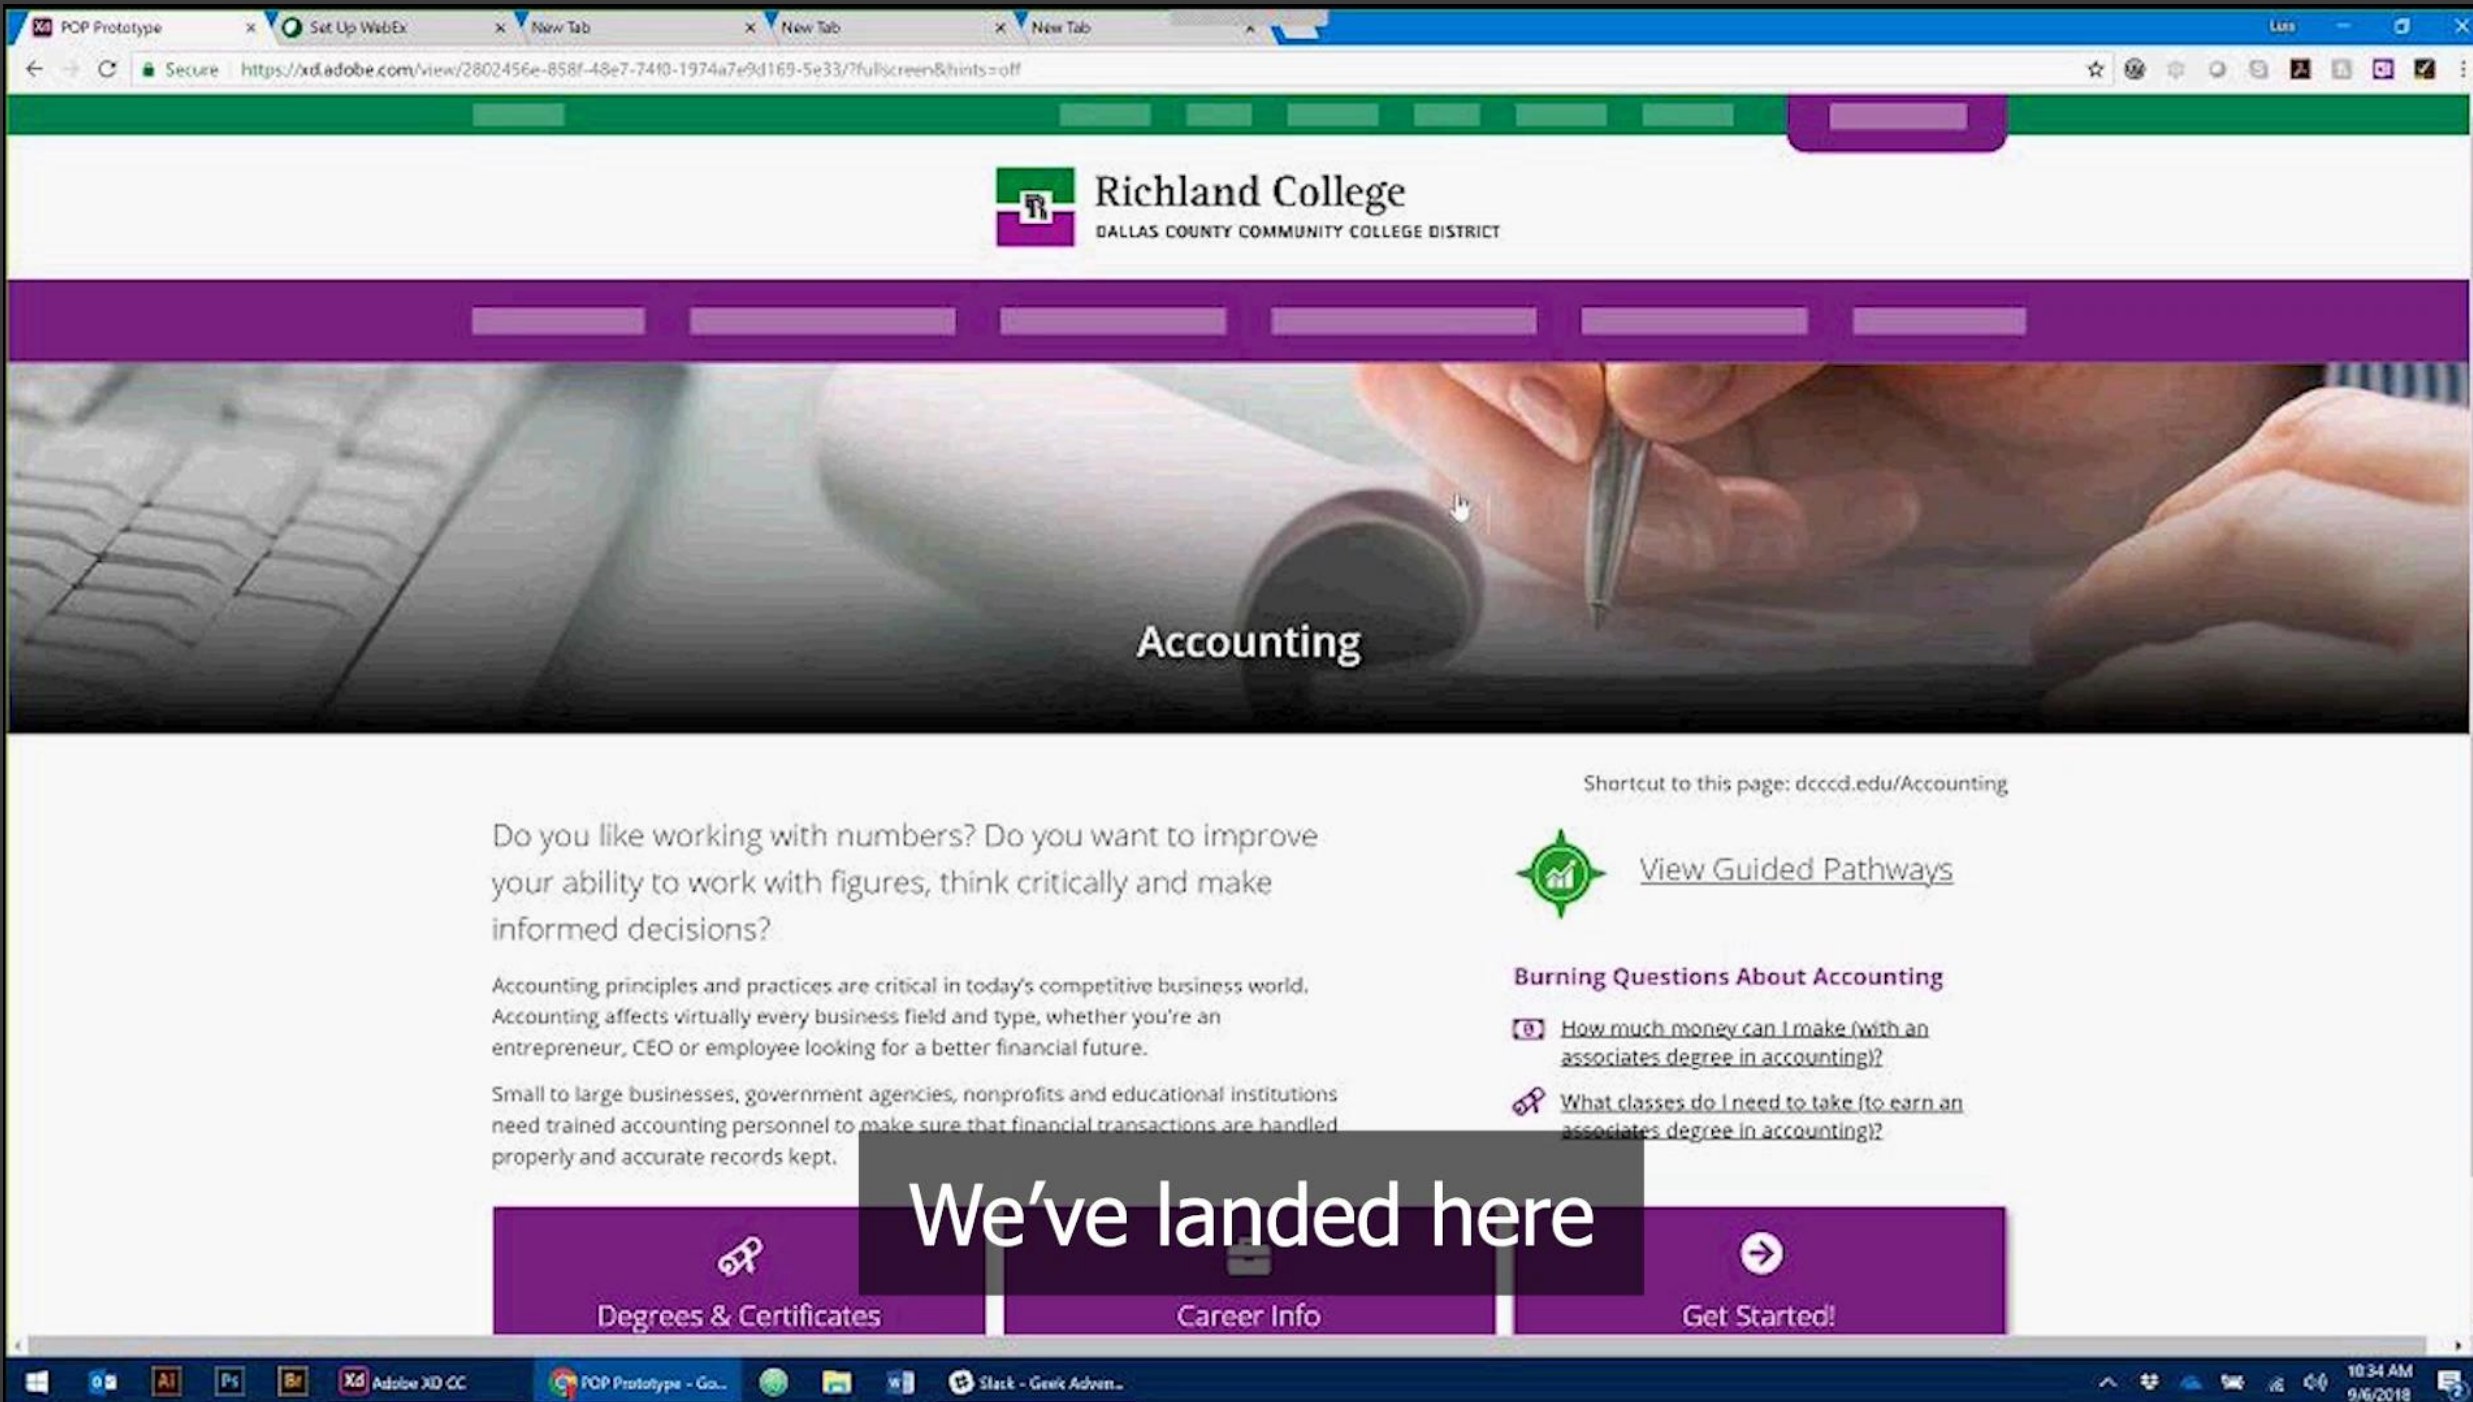 POP Prototype
Set Up WebEx
New Tab
New Tab
New Tab
Luis
Secure https://xd.adobe.com/view/2802456e-858f-48e7-74f0-1974a7e9d169-5e33/?fullscreen&hints=off
Richland College
DALLAS COUNTY COMMUNITY COLLEGE DISTRICT
Accounting
Shortcut to this page: dcccd.edu/Accounting
Do you like working with numbers? Do you want to improve
your ability to work with figures, think critically and make
informed decisions?
Accounting principles and practices are critical in today's competitive business world.
Accounting affects virtually every business field and type, whether you're an
entrepreneur, CEO or employee looking for a better financial future.
Small to large businesses, government agencies, nonprofits and educational institutions
need trained accounting personnel to make sure that financial transactions are handled
properly and accurate records kept.
View Guided Pathways
Burning Questions About Accounting
How much money can I make (with an
associates degree in accounting)?
What classes do I need to take (to earn an
associates degree in accounting)?
We've landed here
Degrees & Certificates
Career Info
Get Started!
Ai
Ps
Br
Xd Adobe XD CC
POP Prototype - Go...
Slack - Geek Adven...
10:34 AM
9/6/2018